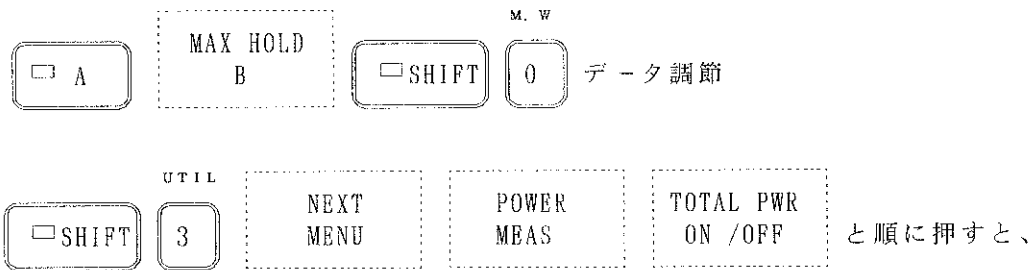 M. W
A MAX HOLD SHIFT 0 データ調節
B
UTIL
SHIFT 3 NEXT POWER TOTAL PWR と順に押すと、
MENU MEAS ON /OFF